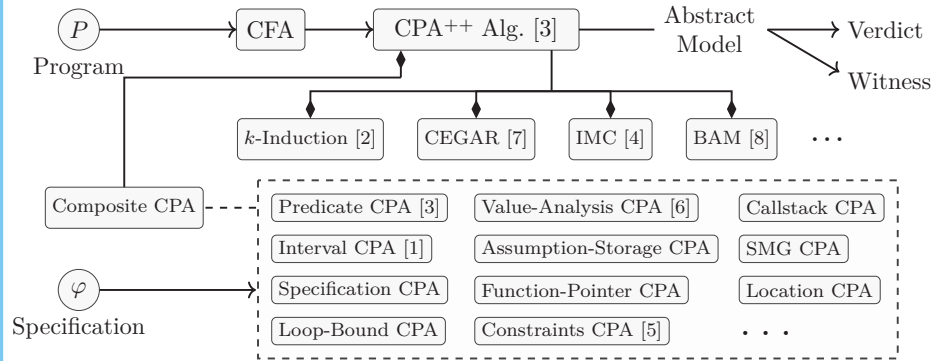 P
CFA
CPA++ Alg. [3]
Abstract
Model
Verdict
Program
Witness
k-Induction [2]
CEGAR [7]
IMC [4]
BAM [8]
...
Composite CPA
Predicate CPA [3]
Value-Analysis CPA [6]
Callstack CPA
Interval CPA [1]
Assumption-Storage CPA
SMG CPA
φ
Specification CPA
Function-Pointer CPA
Location CPA
Specification
Loop-Bound CPA
Constraints CPA [5]
...